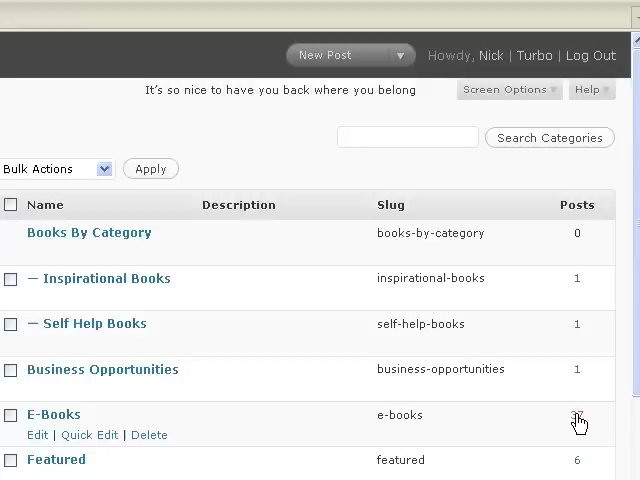 New Post
Howdy, Nick | Turbo | Log Out
It's so nice to have you back where you belong
Screen Options
Help
Search Categories
Bulk Actions
Apply
Name Description Slug Posts
Books By Category books-by-category 0
— Inspirational Books inspirational-books 1
— Self Help Books self-help-books 1
Business Opportunities business-opportunities 1
E-Books e-books 37
Edit | Quick Edit | Delete
Featured featured 6